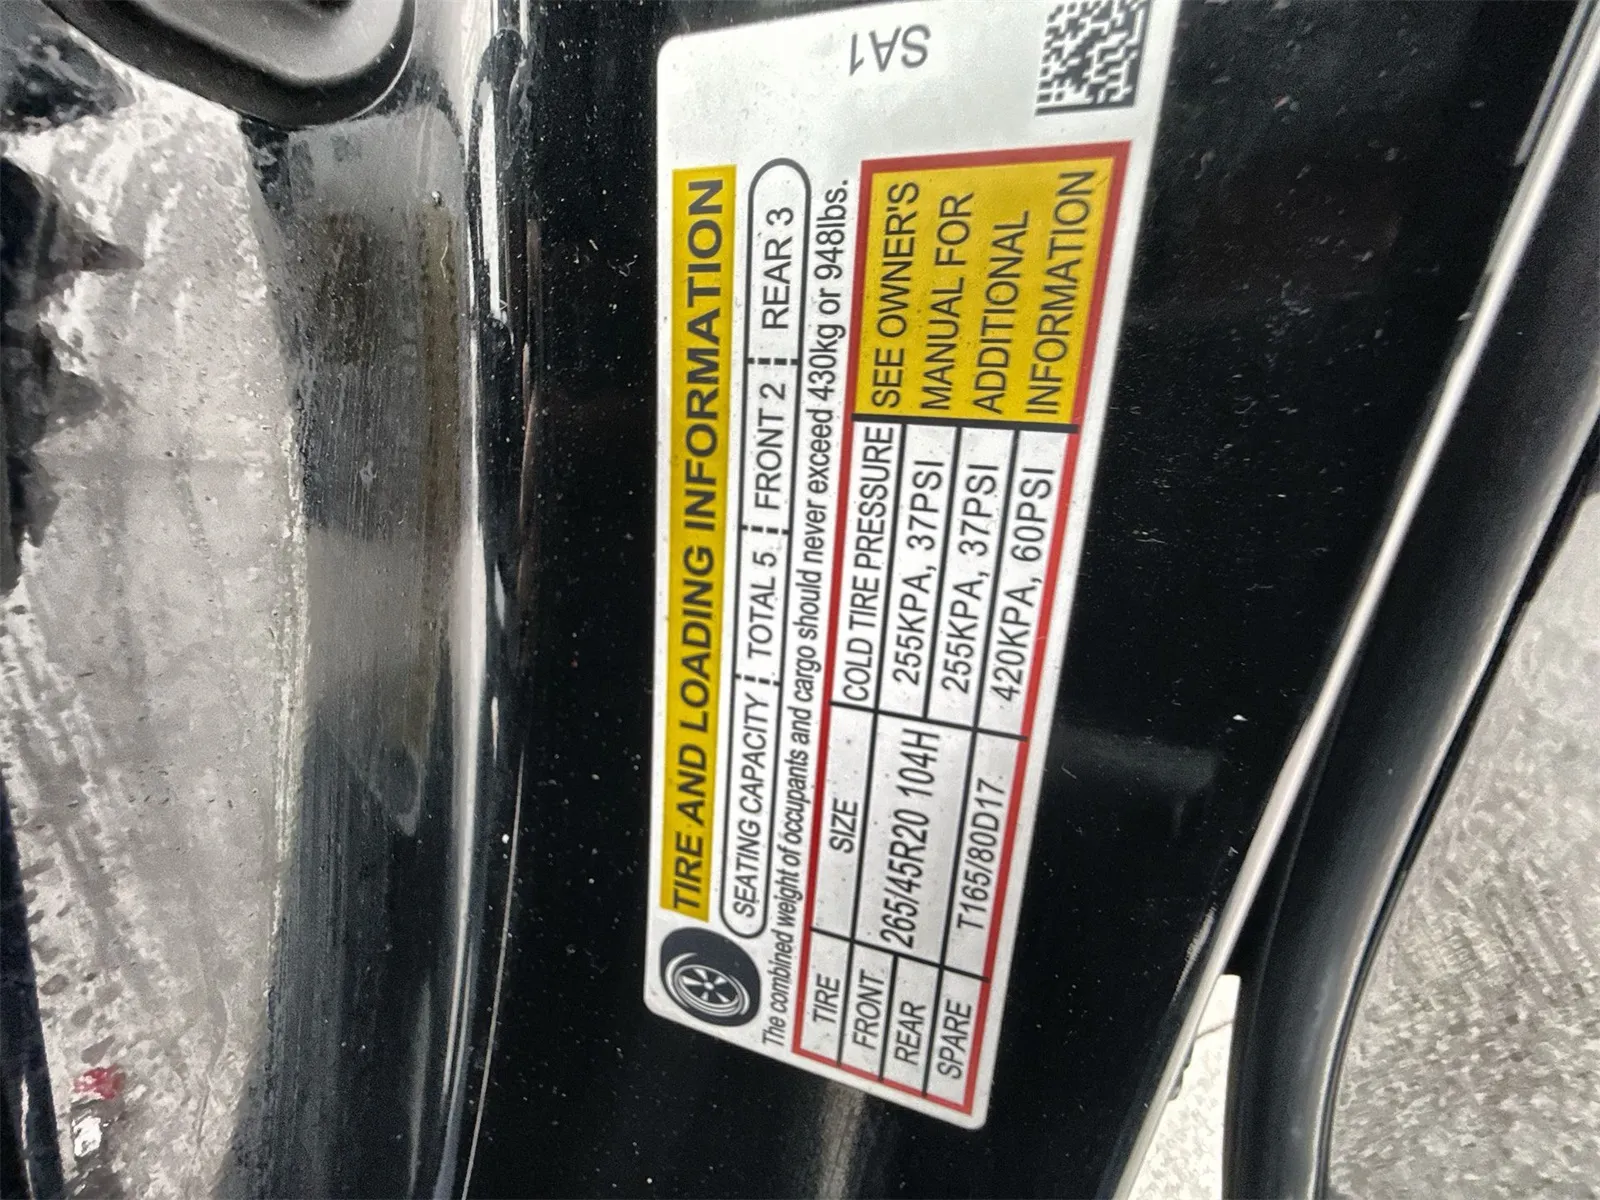 TIRE AND LOADING INFORMATION
SEATING CAPACITY TOTAL 5 FRONT 2 REAR 3
The combined weight of occupants and cargo should never exceed 430kg or 948lbs.
TIRE SIZE COLD TIRE PRESSURE
FRONT 265/45R20 104H 255KPA, 37PSI
REAR 255KPA, 37PSI
SPARE T165/80D17 420KPA, 60PSI
SEE OWNER'S
MANUAL FOR
ADDITIONAL
INFORMATION
SA1